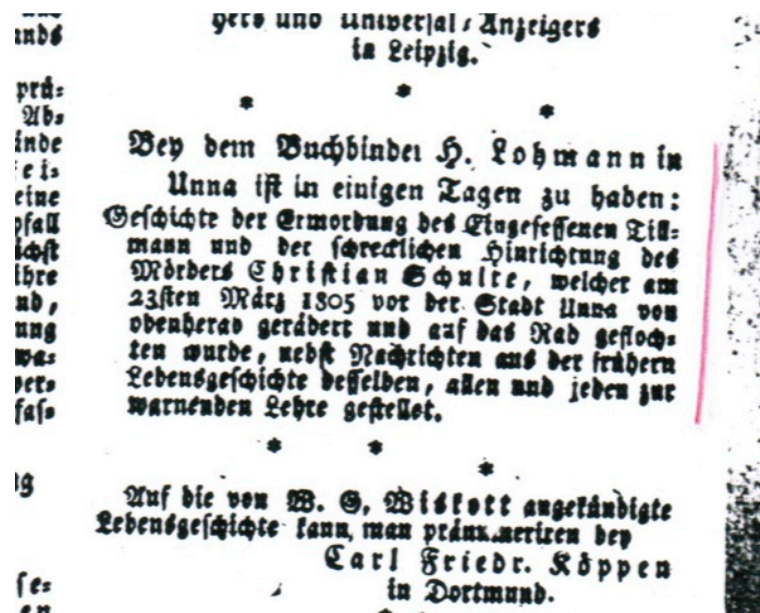 hers und Universal-Anzeigers
in Leipzig.
* * *
Bey dem Buchbinder H. Lohmann in
Unna ist in einigen Tagen zu haben:
Geschichte der Ermordung des Eingesessenen Till-
mann und der schrecklichen Hinrichtung des
Mörders Christian Schulte, welcher am
23sten März 1805 vor der Stadt Unna von
obenherab gerädert und auf das Rad gefloch-
ten wurde, nebst Nachrichten aus der frühern
Lebensgeschichte desselben, allen und jeden zur
warnenden Lehre gestellet.
* * *
Auf die von W. G. Wiskott angekündigte
Lebensgeschichte kann man pränumeriren bey
Carl Friedr. Köppen
in Dortmund.